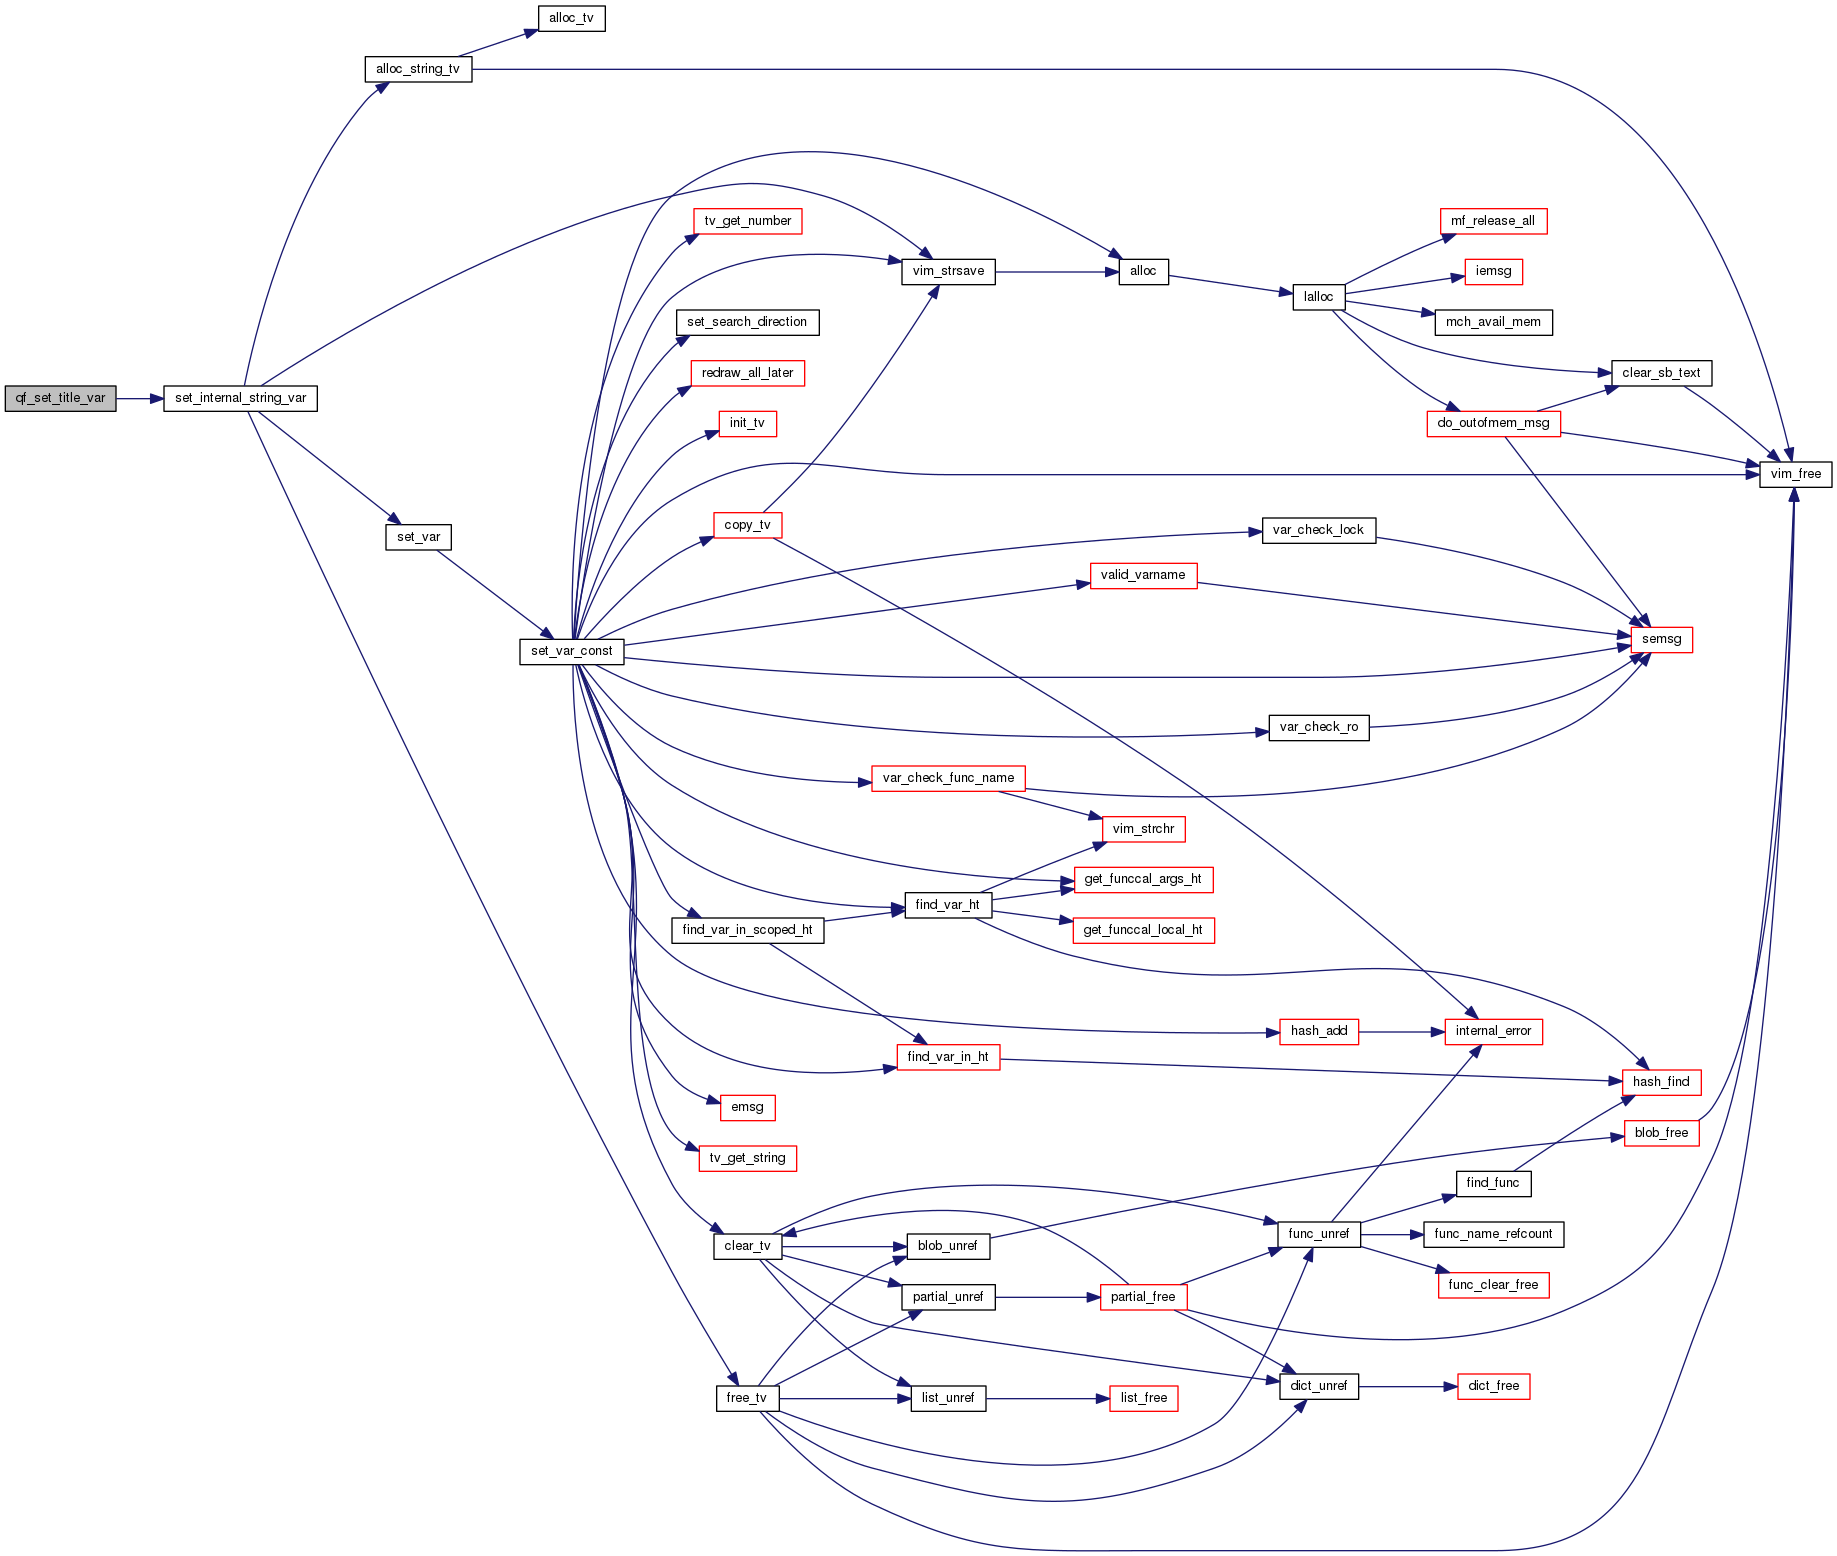 alloc_tv
alloc_string_tv
tv_get_number
mf_release_all
vim_strsave
alloc
iemsg
lalloc
set_search_direction
mch_avail_mem
redraw_all_later
clear_sb_text
qf_set_title_var
set_internal_string_var
init_tv
do_outofmem_msg
vim_free
copy_tv
var_check_lock
set_var
valid_varname
semsg
set_var_const
var_check_ro
var_check_func_name
vim_strchr
get_funccal_args_ht
find_var_ht
find_var_in_scoped_ht
get_funccal_local_ht
hash_add
internal_error
find_var_in_ht
hash_find
emsg
blob_free
tv_get_string
find_func
func_unref
func_name_refcount
clear_tv
blob_unref
func_clear_free
partial_unref
partial_free
dict_unref
dict_free
free_tv
list_unref
list_free